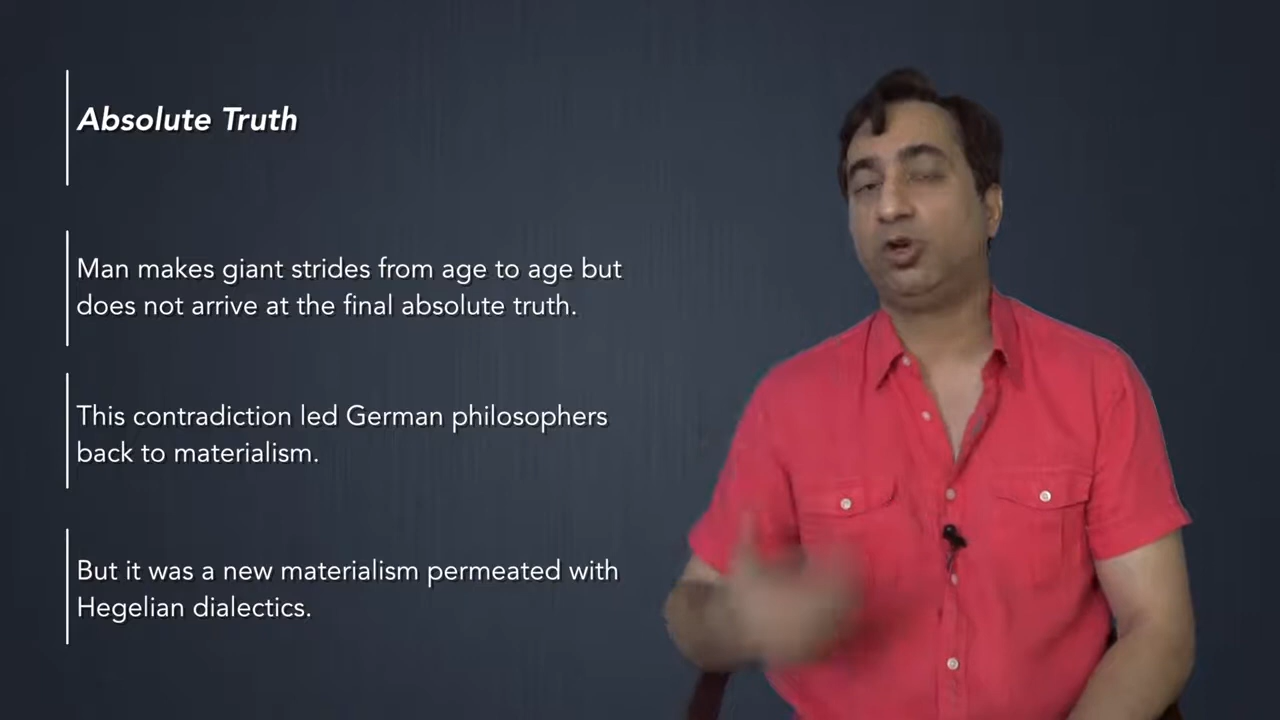 Absolute Truth
Man makes giant strides from age to age but
does not arrive at the final absolute truth.
This contradiction led German philosophers
back to materialism.
But it was a new materialism permeated with
Hegelian dialectics.